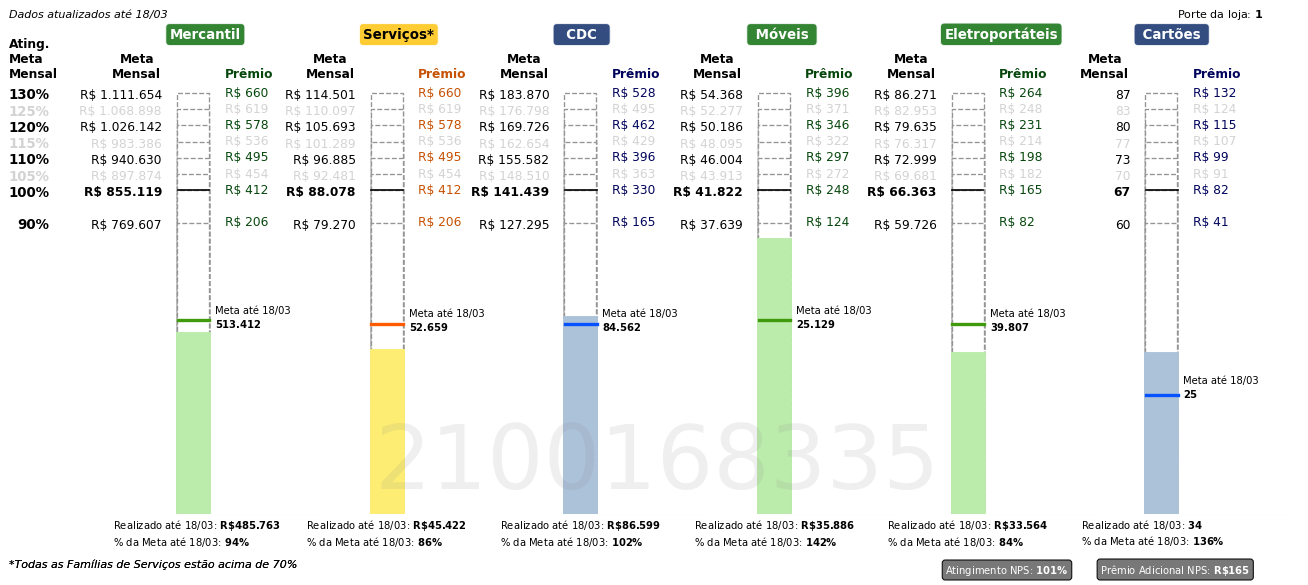 Dados atualizados até 18/03
Porte da loja: 1
Mercantil Serviços* CDC Móveis Eletroportáteis Cartões
Ating. Meta Mensal
Meta Mensal Prêmio Meta Mensal Prêmio Meta Mensal Prêmio Meta Mensal Prêmio Meta Mensal Prêmio Meta Mensal Prêmio
130% R$ 1.111.654 R$ 660 R$ 114.501 R$ 660 R$ 183.870 R$ 528 R$ 54.368 R$ 396 R$ 86.271 R$ 264 87 R$ 132
125% R$ 1.068.898 R$ 619 R$ 110.097 R$ 619 R$ 176.798 R$ 495 R$ 52.277 R$ 371 R$ 82.953 R$ 248 83 R$ 124
120% R$ 1.026.142 R$ 578 R$ 105.693 R$ 578 R$ 169.726 R$ 462 R$ 50.186 R$ 346 R$ 79.635 R$ 231 80 R$ 115
115% R$ 983.386 R$ 536 R$ 101.289 R$ 536 R$ 162.654 R$ 429 R$ 48.095 R$ 322 R$ 76.317 R$ 214 77 R$ 107
110% R$ 940.630 R$ 495 R$ 96.885 R$ 495 R$ 155.582 R$ 396 R$ 46.004 R$ 297 R$ 72.999 R$ 198 73 R$ 99
105% R$ 897.874 R$ 454 R$ 92.481 R$ 454 R$ 148.510 R$ 363 R$ 43.913 R$ 272 R$ 69.681 R$ 182 70 R$ 91
100% R$ 855.119 R$ 412 R$ 88.078 R$ 412 R$ 141.439 R$ 330 R$ 41.822 R$ 248 R$ 66.363 R$ 165 67 R$ 82
90% R$ 769.607 R$ 206 R$ 79.270 R$ 206 R$ 127.295 R$ 165 R$ 37.639 R$ 124 R$ 59.726 R$ 82 60 R$ 41
Meta até 18/03 Meta até 18/03 Meta até 18/03 Meta até 18/03 Meta até 18/03
513.412 52.659 84.562 25.129 39.807
Meta até 18/03
25
2100168335
Realizado até 18/03: R$485.763 Realizado até 18/03: R$45.422 Realizado até 18/03: R$86.599 Realizado até 18/03: R$35.886 Realizado até 18/03: R$33.564 Realizado até 18/03: 34
% da Meta até 18/03: 94% % da Meta até 18/03: 86% % da Meta até 18/03: 102% % da Meta até 18/03: 142% % da Meta até 18/03: 84% % da Meta até 18/03: 136%
*Todas as Famílias de Serviços estão acima de 70%
Atingimento NPS: 101% Prêmio Adicional NPS: R$165